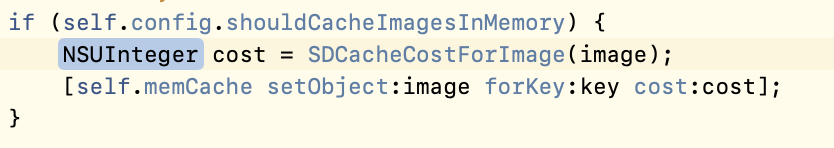 if (self.config.shouldCacheImagesInMemory) {
    NSUInteger cost = SDCacheCostForImage(image);
    [self.memCache setObject:image forKey:key cost:cost];
}